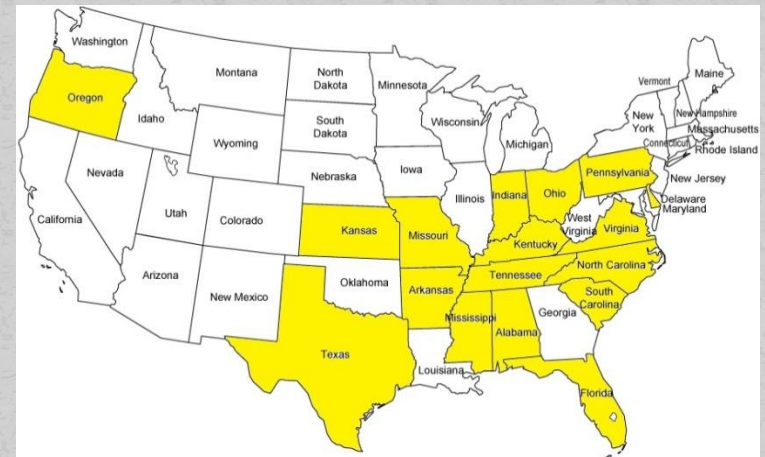 Washington
Oregon
Idaho
Montana
Wyoming
North
Dakota
South
Dakota
Nebraska
Minnesota
Wisconsin
Michigan
Iowa
Illinois
Indiana
Ohio
Pennsylvania
New
York
Vermont
Maine
New Hampshire
Massachusetts
Connecticut
Rhode Island
New Jersey
Delaware
Maryland
West
Virginia
Virginia
Kentucky
North Carolina
Tennessee
South
Carolina
Georgia
Florida
Alabama
Mississippi
Louisiana
Arkansas
Missouri
Kansas
Oklahoma
Texas
New Mexico
Colorado
Utah
Arizona
Nevada
California